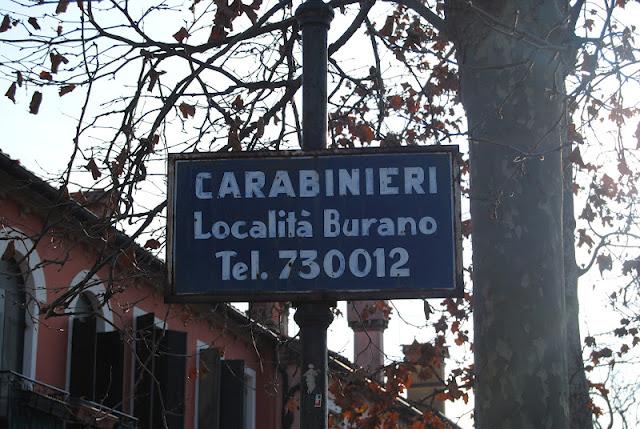 CARABINIERI
Località Burano
Tel. 730012